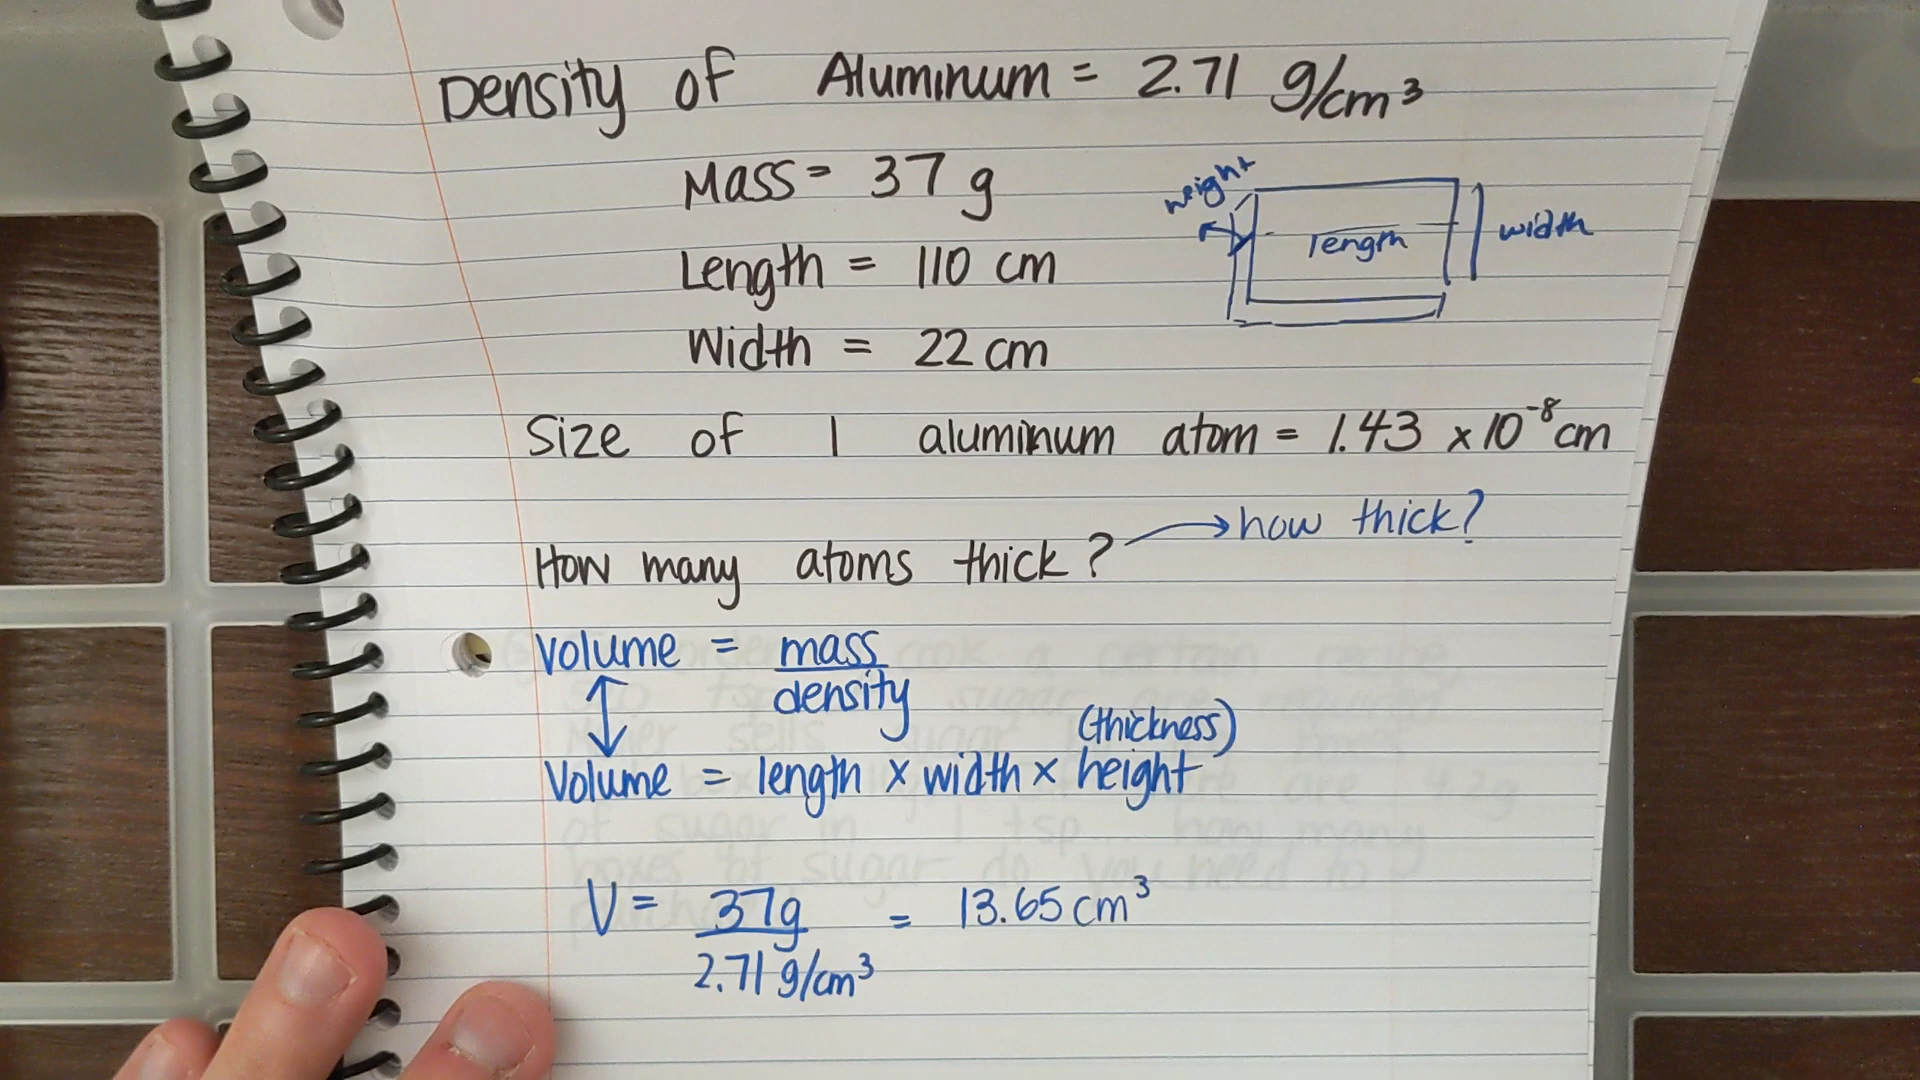 Density of Aluminum = 2.71 g/cm³
Mass = 37 g
Length = 110 cm
Width = 22 cm
height
length
width
Size of 1 aluminum atom = 1.43 x 10⁻⁸ cm
How many atoms thick? → how thick?
volume = mass
density
(thickness)
Volume = length x width x height
V = 37g = 13.65 cm³
2.71 g/cm³